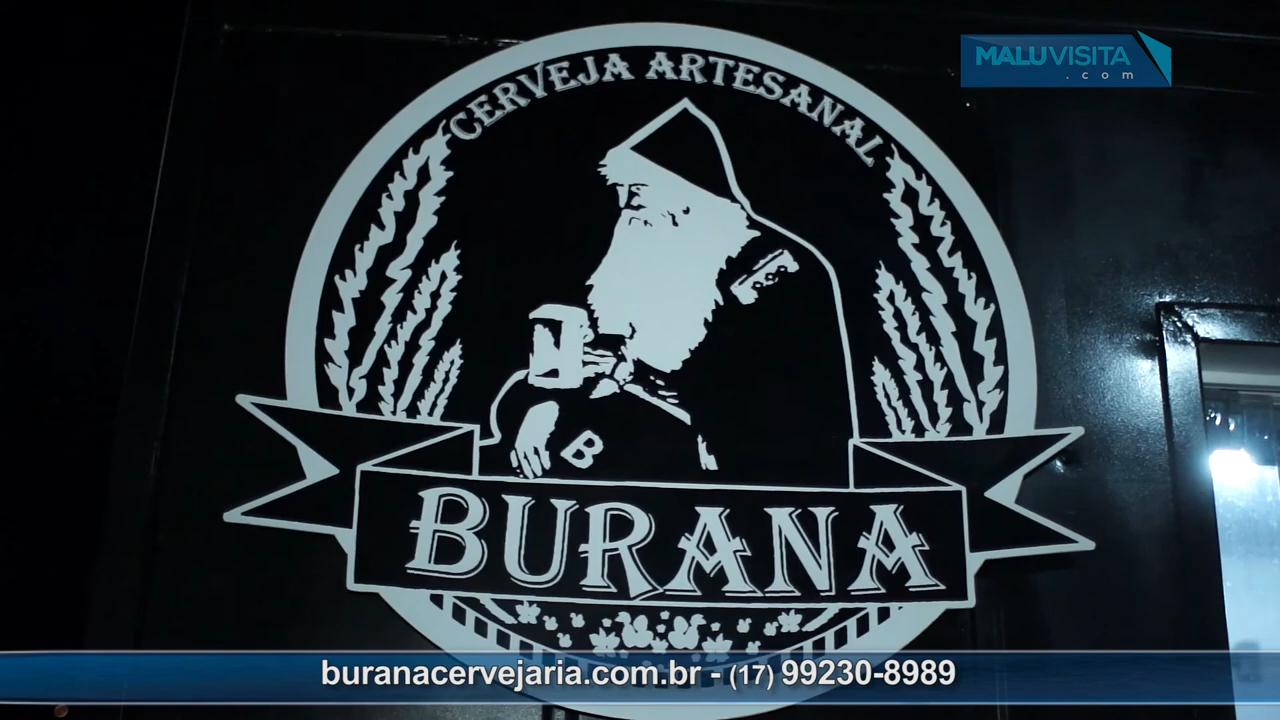 MALUVISITA
.com
CERVEJA ARTESANAL
B
BURANA
buranacervejaria.com.br - (17) 99230-8989